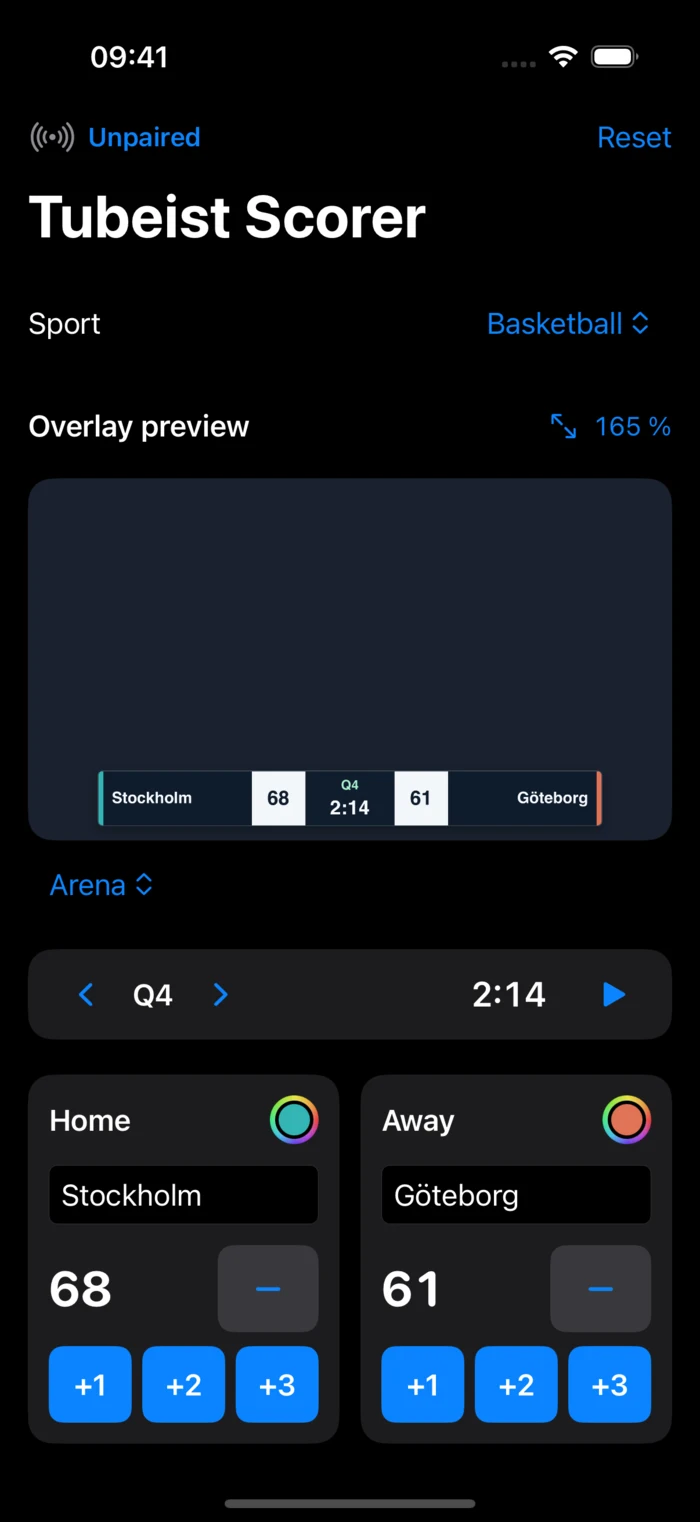 09:41
Unpaired Reset
Tubeist Scorer
Sport Basketball
Overlay preview 165 %
Stockholm 68 Q4 2:14 61 Göteborg
Arena
Q4 2:14
Home Away
Stockholm Göteborg
68 − 61 −
+1 +2 +3 +1 +2 +3